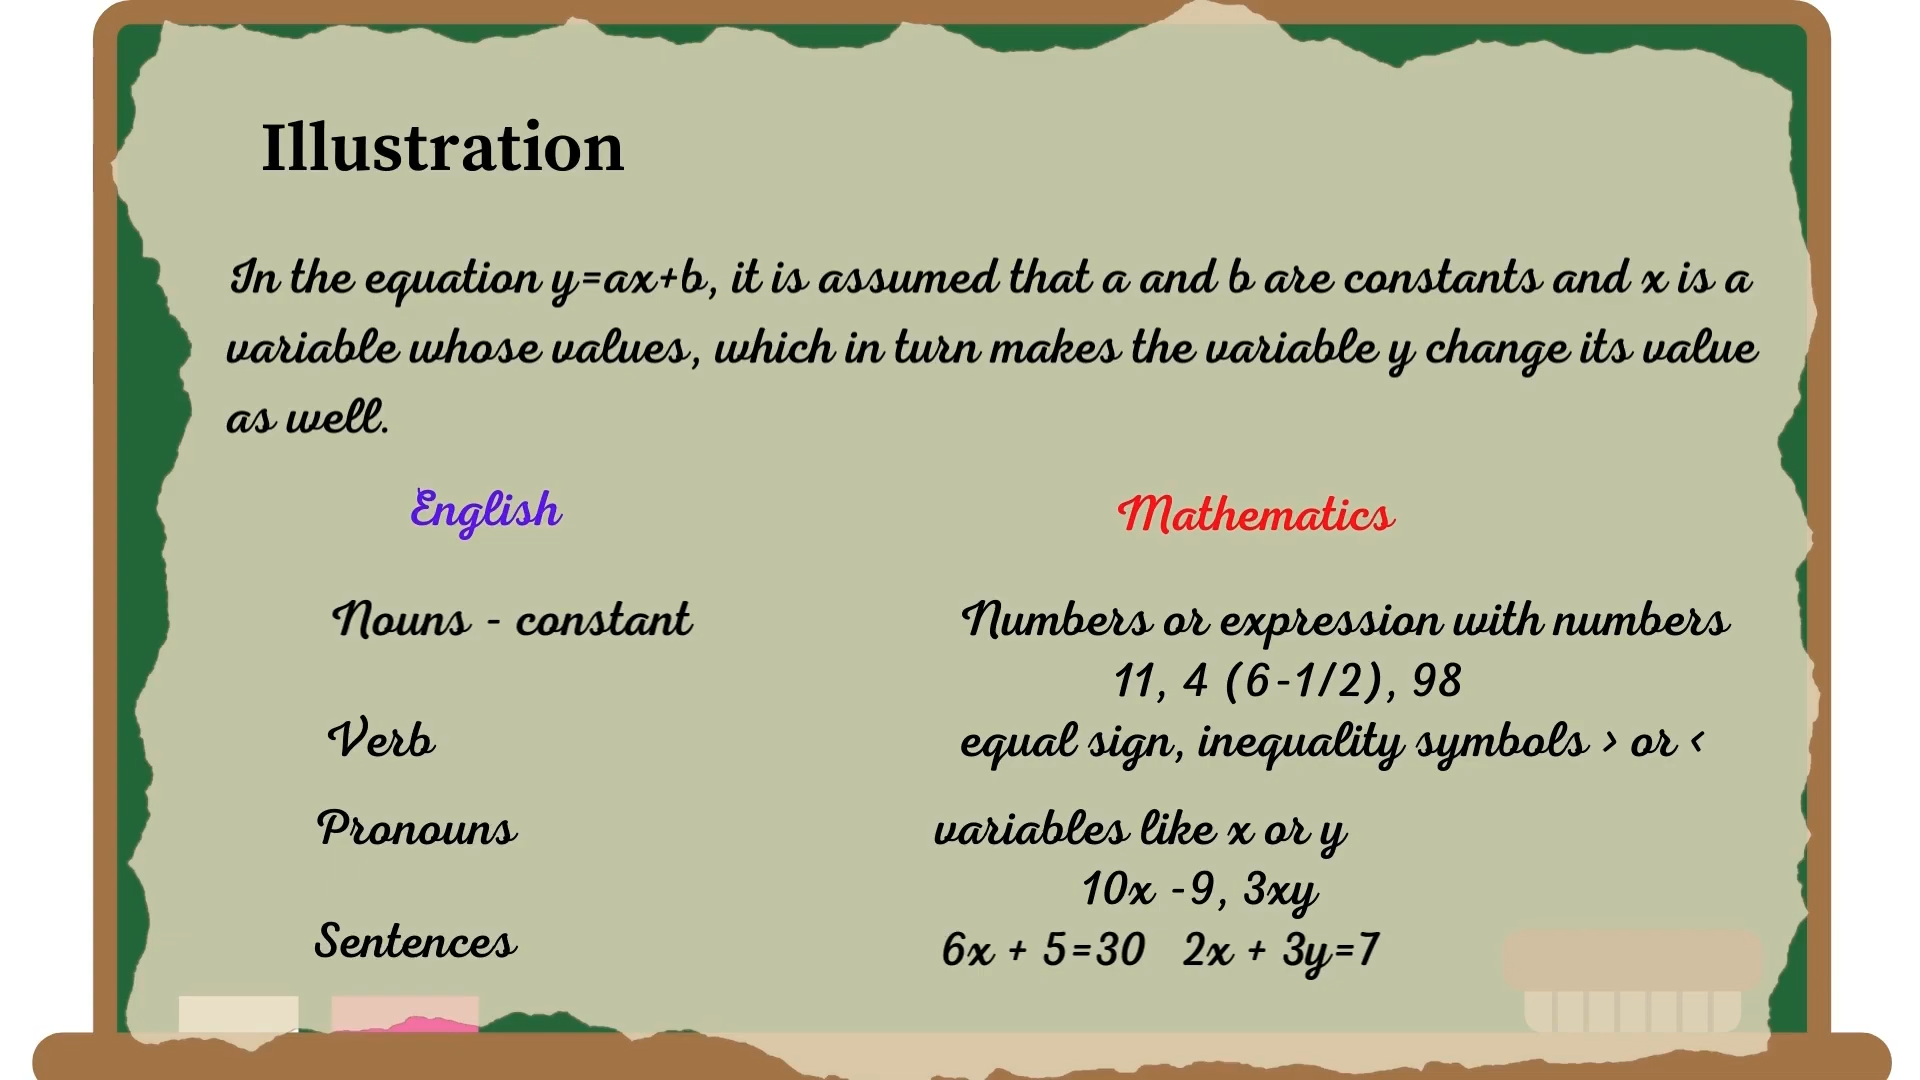 Illustration
In the equation y=ax+b, it is assumed that a and b are constants and x is a
variable whose values, which in turn makes the variable y change its value
as well.
English
Mathematics
Nouns - constant
Numbers or expression with numbers
11, 4 (6-1/2), 98
Verb
equal sign, inequality symbols > or <
Pronouns
variables like x or y
10x -9, 3xy
Sentences
6x + 5=30 2x + 3y=7